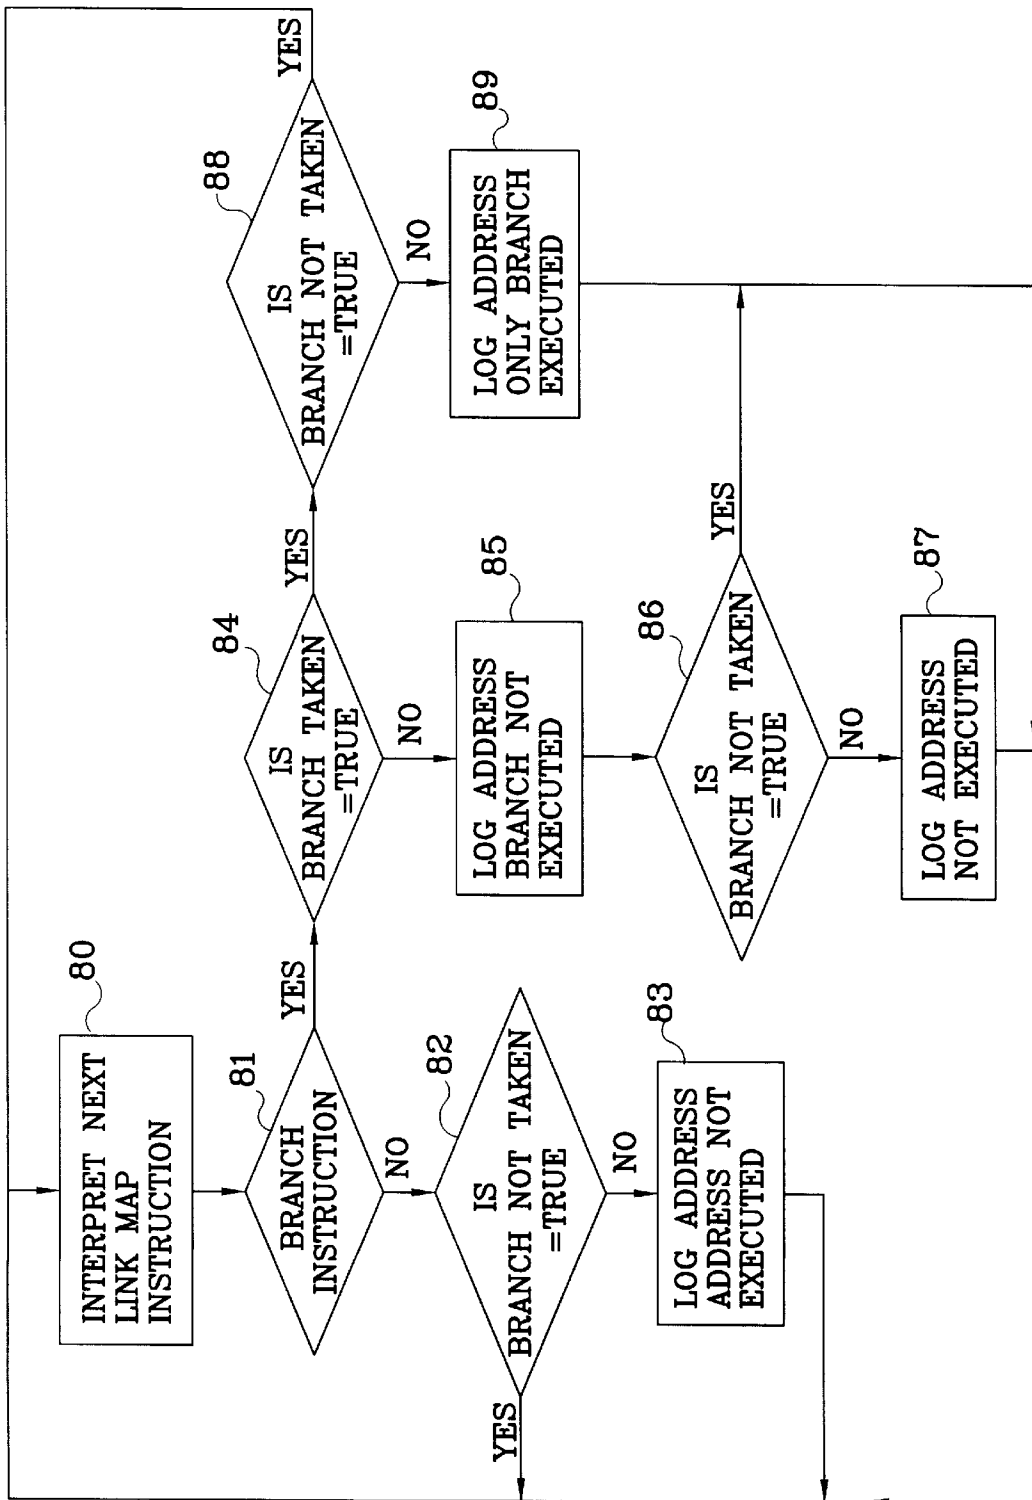 80
INTERPRET NEXT
LINK MAP
INSTRUCTION
81
BRANCH
INSTRUCTION
YES
NO
82
IS
BRANCH NOT TAKEN
=TRUE
YES
NO
83
LOG ADDRESS
ADDRESS NOT
EXECUTED
84
IS
BRANCH TAKEN
=TRUE
YES
NO
85
LOG ADDRESS
BRANCH NOT
EXECUTED
86
IS
BRANCH NOT TAKEN
=TRUE
YES
NO
87
LOG ADDRESS
NOT EXECUTED
88
IS
BRANCH NOT TAKEN
=TRUE
YES
NO
89
LOG ADDRESS
ONLY BRANCH
EXECUTED